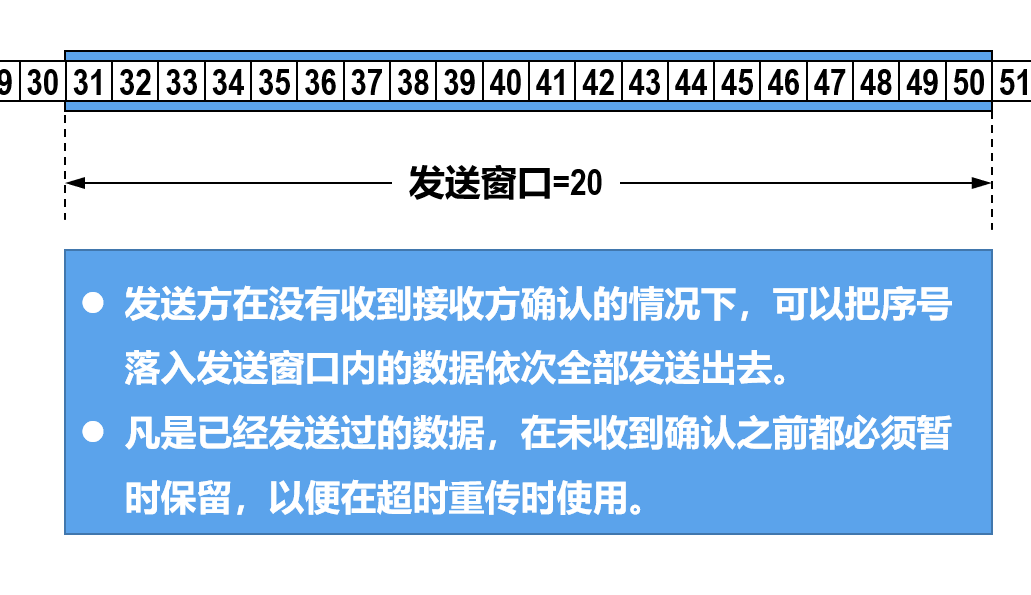 9 30 31 32 33 34 35 36 37 38 39 40 41 42 43 44 45 46 47 48 49 50 51
发送窗口=20
● 发送方在没有收到接收方确认的情况下，可以把序号
落入发送窗口内的数据依次全部发送出去。
● 凡是已经发送过的数据，在未收到确认之前都必须暂
时保留，以便在超时重传时使用。